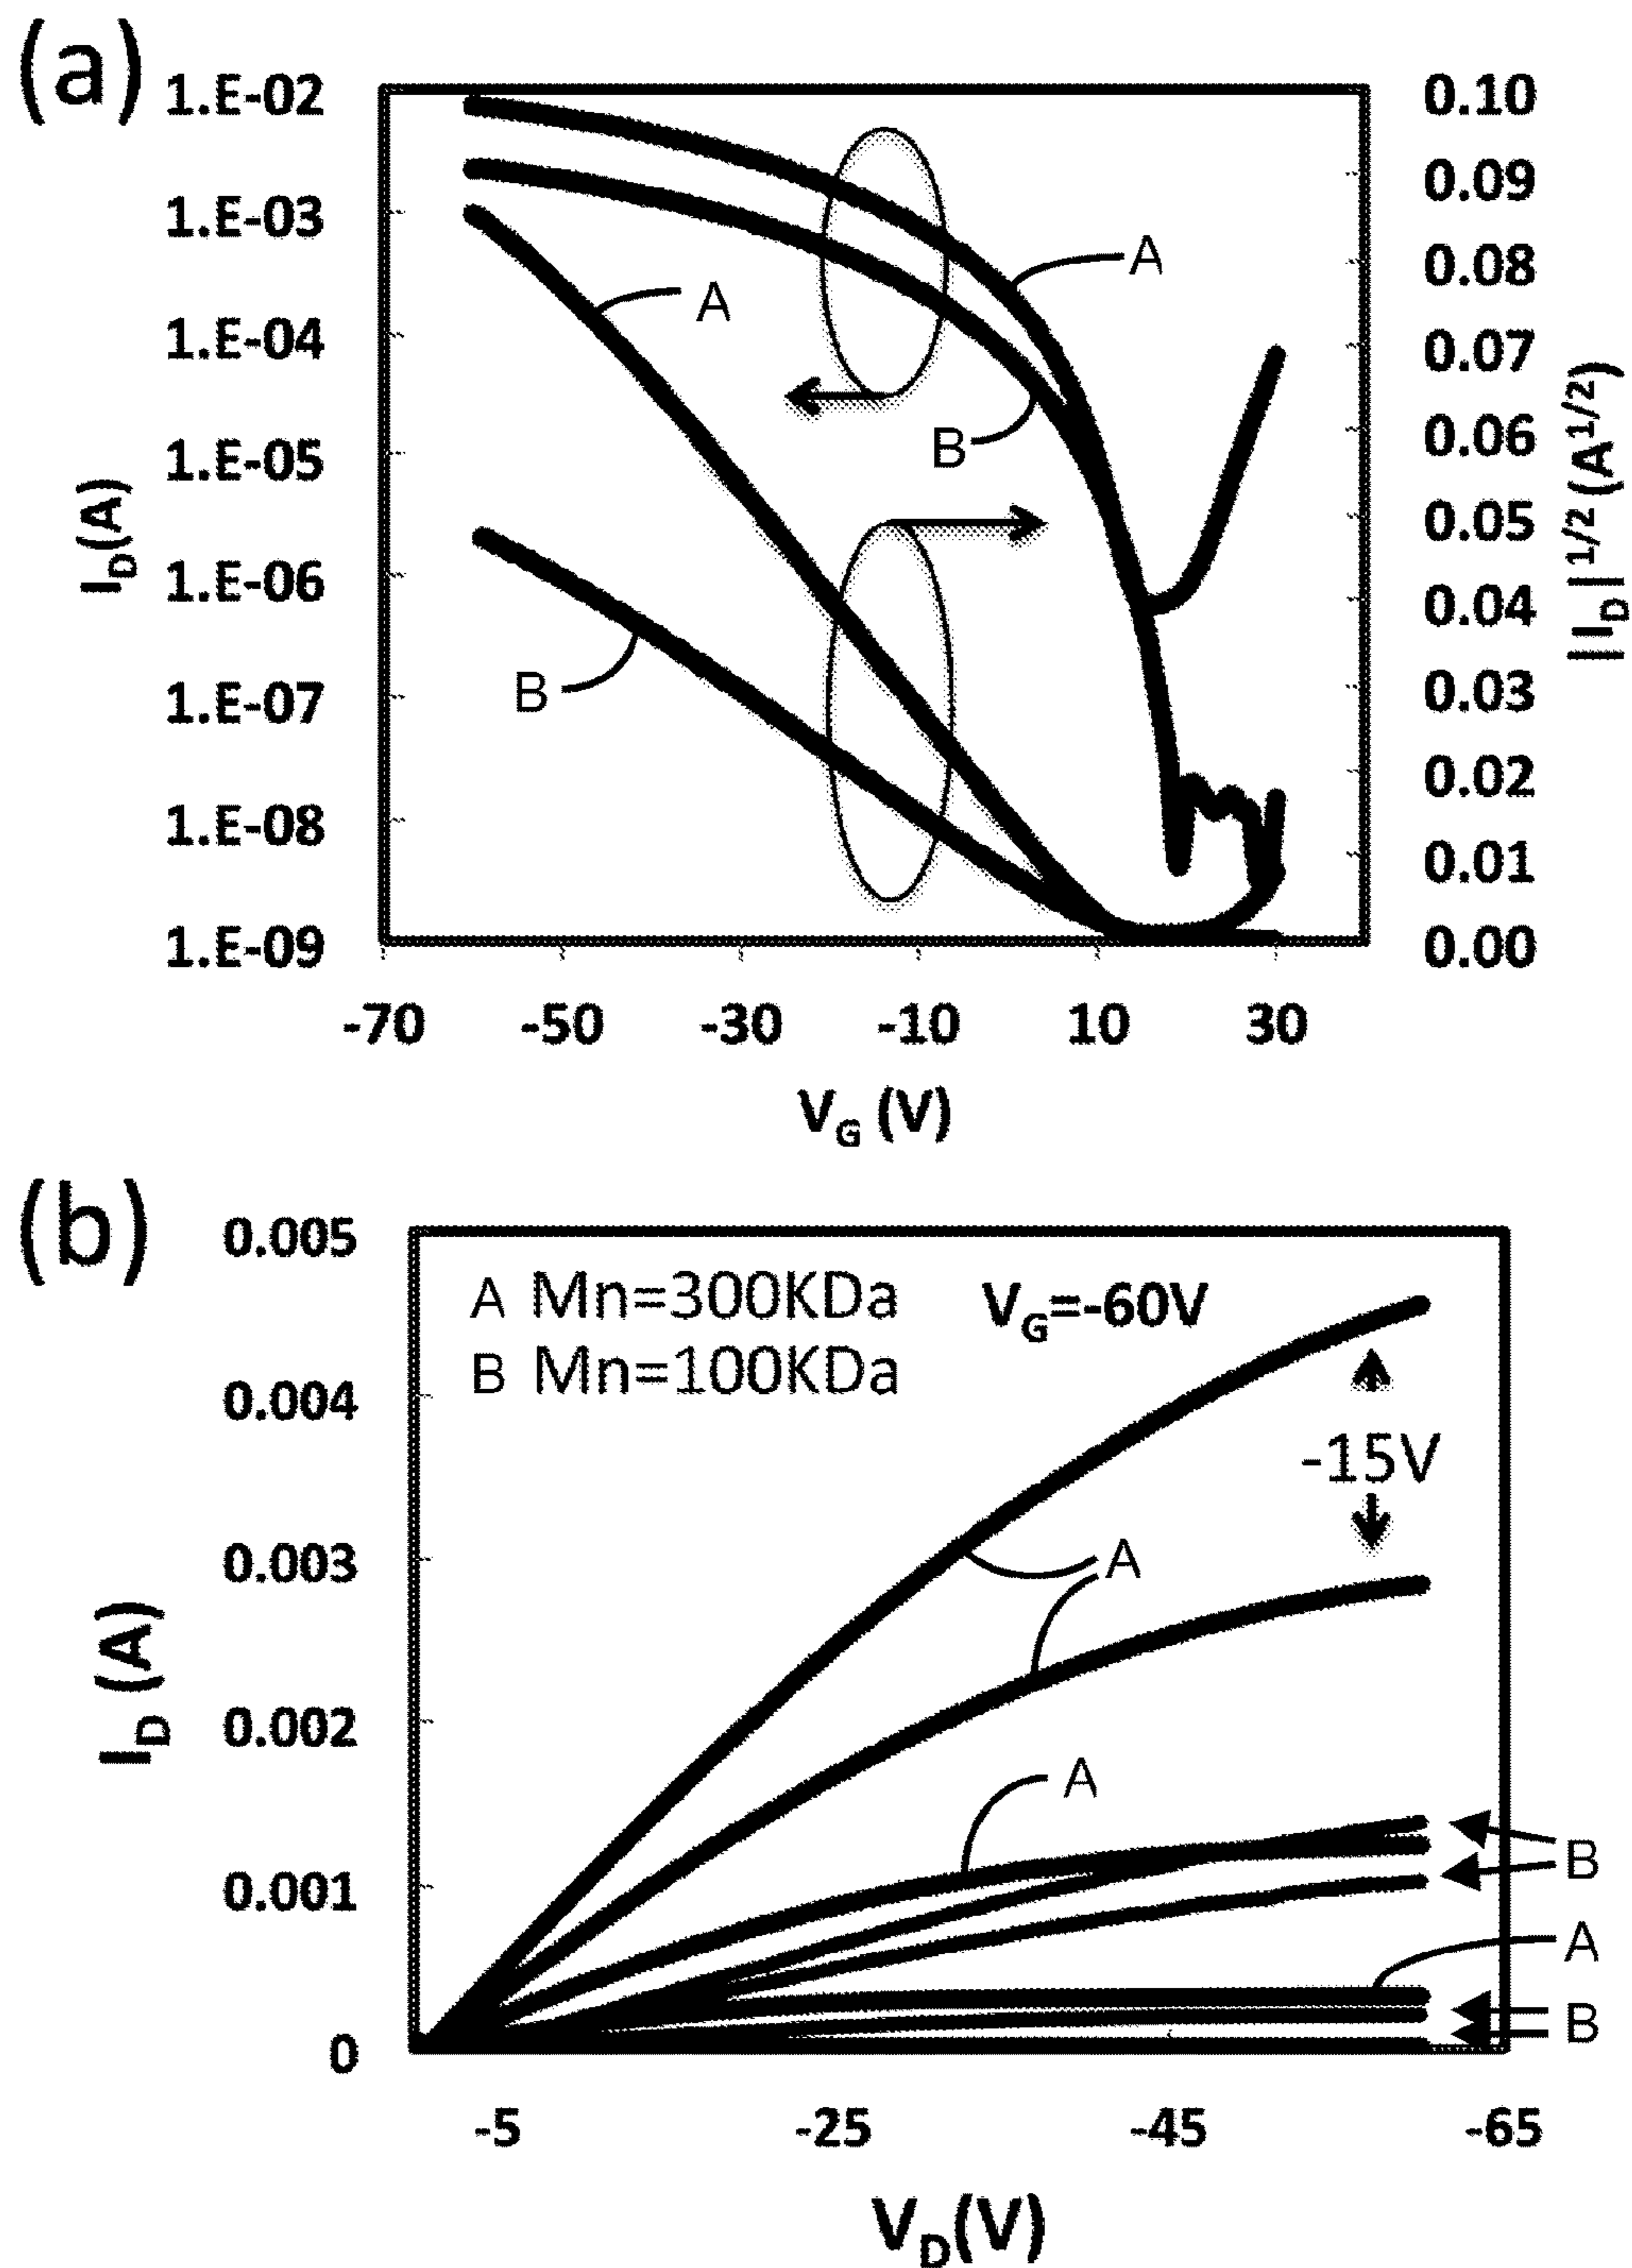 (a)
1.E-02
1.E-03
1.E-04
1.E-05
1.E-06
1.E-07
1.E-08
1.E-09
I_D(A)
0.10
0.09
0.08
0.07
0.06
0.05
0.04
0.03
0.02
0.01
0.00
|I_D|^1/2 (A^1/2)
A
A
B
B
-70 -50 -30 -10 10 30
V_G (V)
(b)
0.005
0.004
0.003
0.002
0.001
0
I_D (A)
A Mn=300KDa
B Mn=100KDa
V_G=-60V
-15V
A
A
B
A
B
-5 -25 -45 -65
V_D(V)